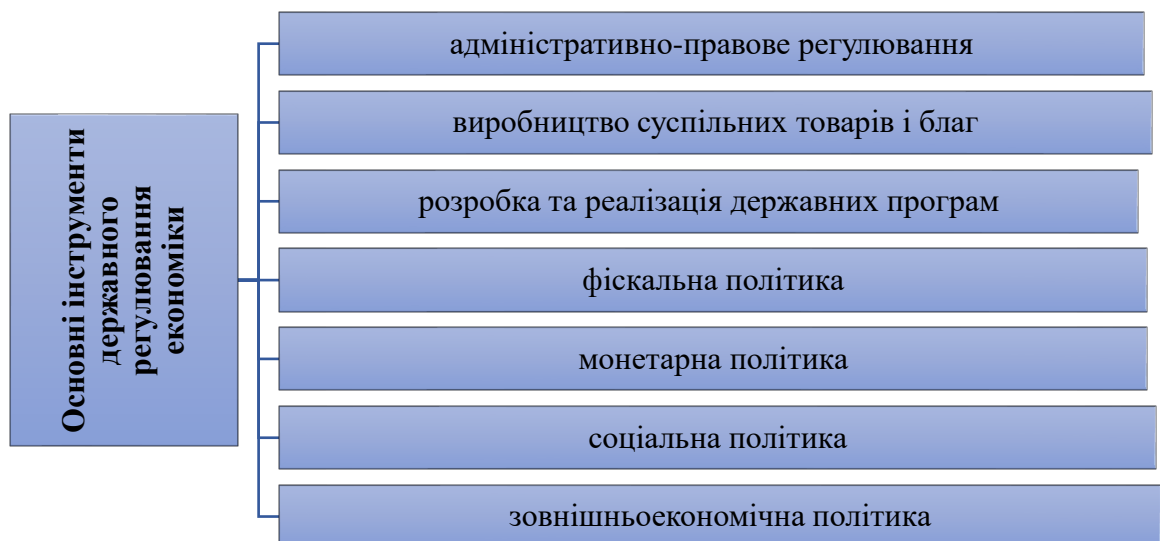 Основні інструменти
державного
регулювання
економіки
адміністративно-правове регулювання
виробництво суспільних товарів і благ
розробка та реалізація державних програм
фіскальна політика
монетарна політика
соціальна політика
зовнішньоекономічна політика